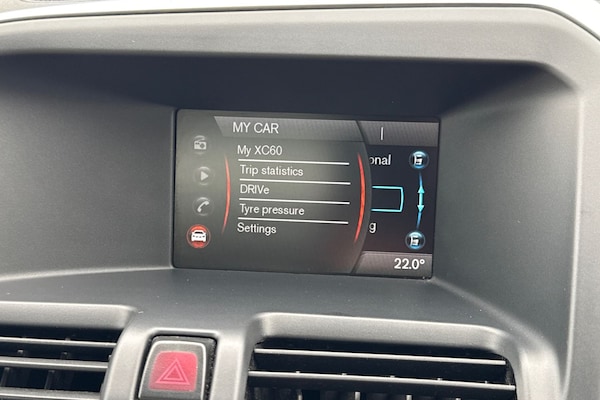 MY CAR
My XC60
Trip statistics
DRIVe
Tyre pressure
Settings
onal
g
22.0°